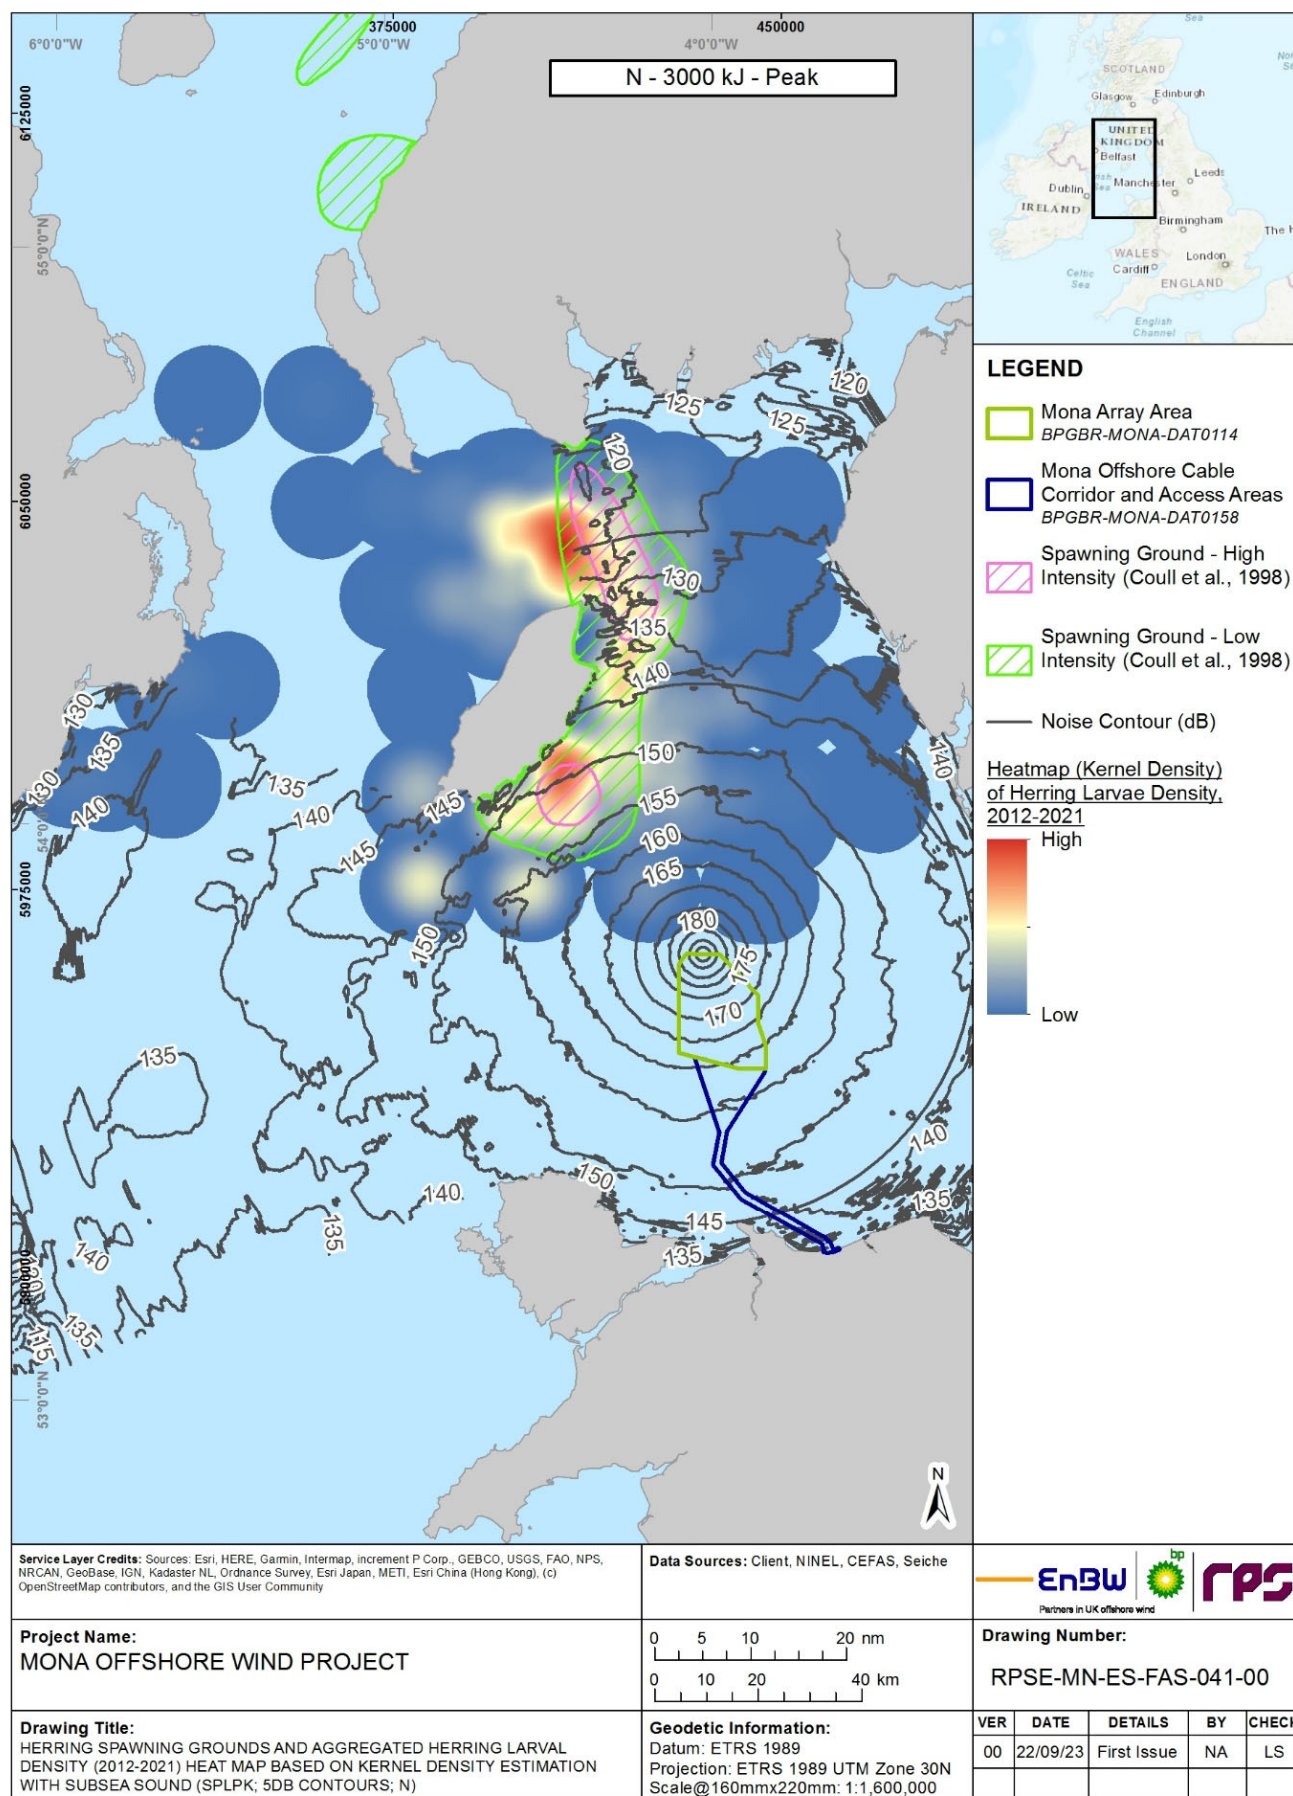 375000
450000
6°0'0"W
5°0'0"W
4°0'0"W
N - 3000 kJ - Peak
6125000
55°0'0"N
6050000
54°0'0"N
5975000
53°0'0"N
120
125
125
120
130
135
140
150
155
160
165
180
175
170
130
135
130
140
135
140
145
145
150
140
135
140
135
140
135
115
150
145
135
140
135
N
Sea
SCOTLAND
Glasgow
Edinburgh
UNITED
KINGDOM
Belfast
Leeds
Dublin
Manchester
IRELAND
Birmingham
The H
WALES
London
Cardiff
Celtic
Sea
ENGLAND
English
Channel
LEGEND
Mona Array Area
BPGBR-MONA-DAT0114
Mona Offshore Cable
Corridor and Access Areas
BPGBR-MONA-DAT0158
Spawning Ground - High
Intensity (Coull et al., 1998)
Spawning Ground - Low
Intensity (Coull et al., 1998)
Noise Contour (dB)
Heatmap (Kernel Density)
of Herring Larvae Density,
2012-2021
High
Low
Service Layer Credits: Sources: Esri, HERE, Garmin, Intermap, increment P Corp., GEBCO, USGS, FAO, NPS,
NRCAN, GeoBase, IGN, Kadaster NL, Ordnance Survey, Esri Japan, METI, Esri China (Hong Kong), (c)
OpenStreetMap contributors, and the GIS User Community
Data Sources: Client, NINEL, CEFAS, Seiche
EnBW
bp
rps
Partners in UK offshore wind
Project Name:
MONA OFFSHORE WIND PROJECT
0 5 10 20 nm
0 10 20 40 km
Drawing Number:
RPSE-MN-ES-FAS-041-00
Drawing Title:
HERRING SPAWNING GROUNDS AND AGGREGATED HERRING LARVAL
DENSITY (2012-2021) HEAT MAP BASED ON KERNEL DENSITY ESTIMATION
WITH SUBSEA SOUND (SPLPK; 5DB CONTOURS; N)
Geodetic Information:
Datum: ETRS 1989
Projection: ETRS 1989 UTM Zone 30N
Scale@160mmx220mm: 1:1,600,000
VER DATE DETAILS BY CHECK
00 22/09/23 First Issue NA LS